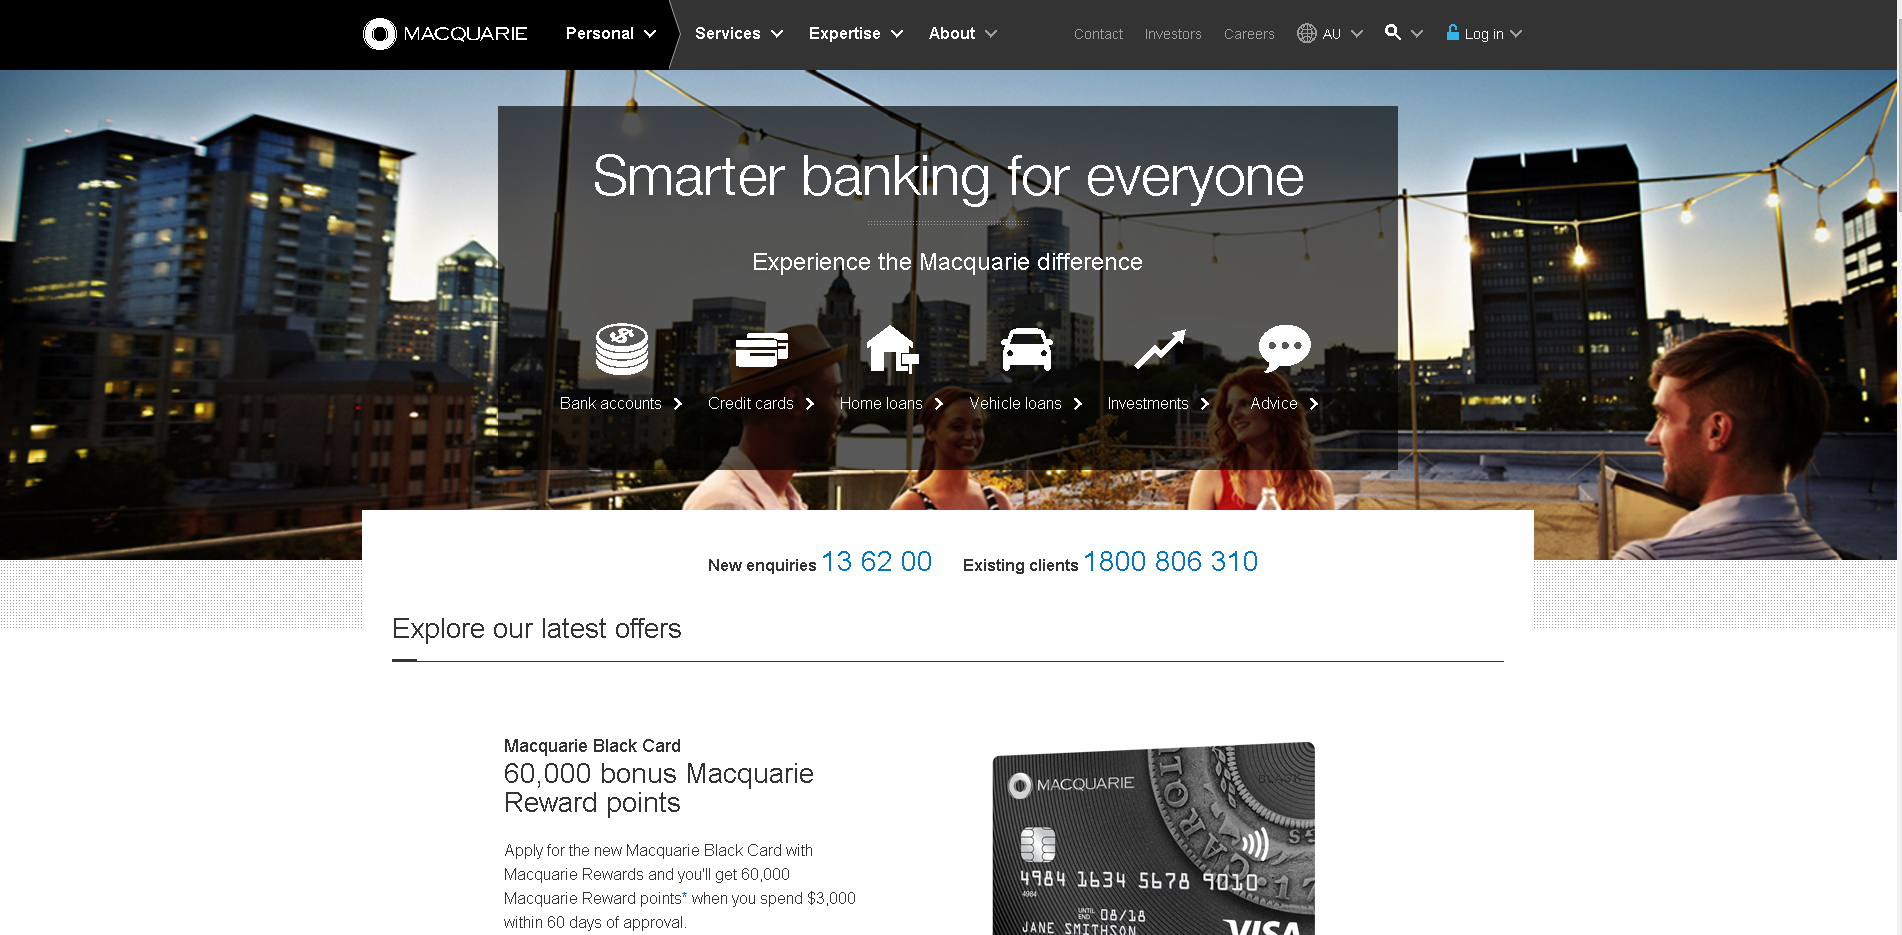 MACQUARIE
Personal
Services
Expertise
About
Contact
Investors
Careers
AU
Log in
Smarter banking for everyone
Experience the Macquarie difference
Bank accounts
Credit cards
Home loans
Vehicle loans
Investments
Advice
New enquiries 13 62 00
Existing clients 1800 806 310
Explore our latest offers
Macquarie Black Card
60,000 bonus Macquarie
Reward points
Apply for the new Macquarie Black Card with
Macquarie Rewards and you'll get 60,000
Macquarie Reward points* when you spend $3,000
within 60 days of approval.
MACQUARIE
BLACK
4984 1634 5678 9010
4984
UNTIL
END
08/18
JANE SMITHSON
VISA